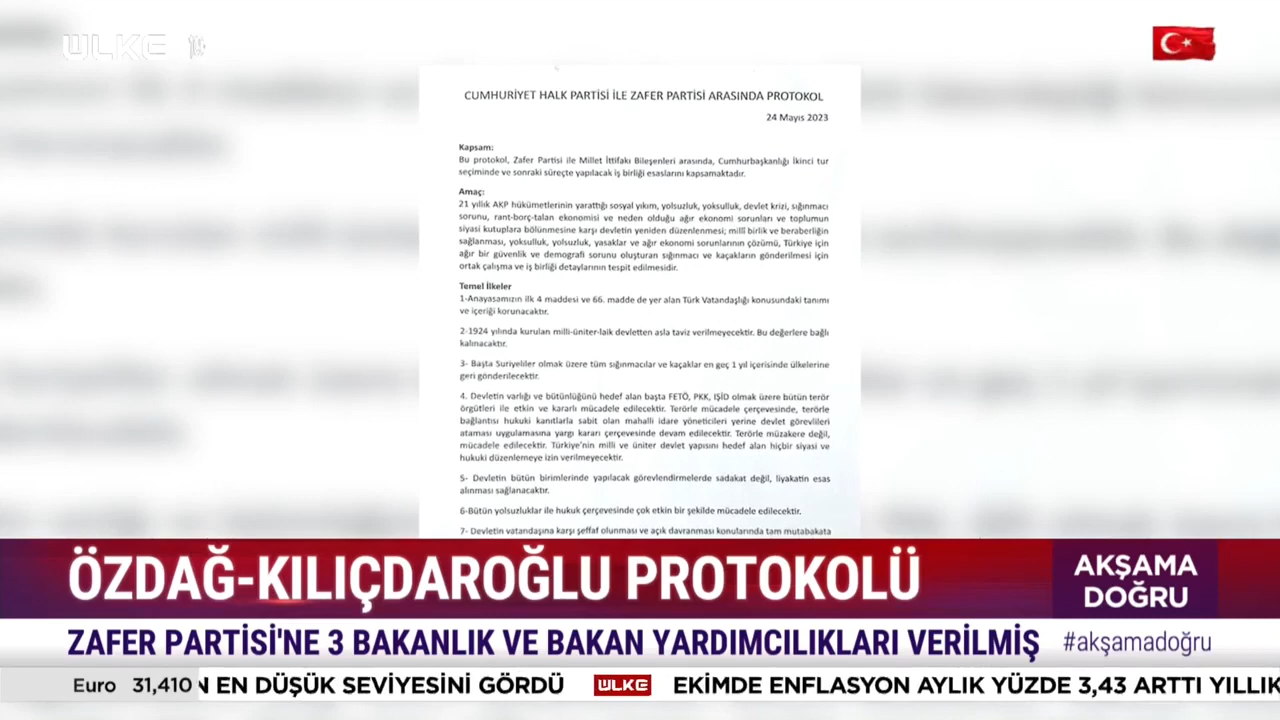 ÜLKE
CUMHURİYET HALK PARTİSİ İLE ZAFER PARTİSİ ARASINDA PROTOKOL
24 Mayıs 2023
Kapsam:
Bu protokol, Zafer Partisi ile Millet İttifakı Bileşenleri arasında, Cumhurbaşkanlığı İkinci tur
seçiminde ve sonraki süreçte yapılacak iş birliği esaslarını kapsamaktadır.
Amaç:
21 yıllık AKP hükümetlerinin yarattığı sosyal yıkım, yolsuzluk, yoksulluk, devlet krizi, sığınmacı
sorunu, rant-borç-talan ekonomisi ve neden olduğu ağır ekonomi sorunları ve toplumun
siyasi kutuplara bölünmesine karşı devletin yeniden düzenlenmesi; millî birlik ve beraberliğin
sağlanması, yoksulluk, yolsuzluk, yasaklar ve ağır ekonomi sorunlarının çözümü, Türkiye için
ağır bir güvenlik ve demografi sorunu oluşturan sığınmacı ve kaçakların gönderilmesi için
ortak çalışma ve iş birliği detaylarının tespit edilmesidir.
Temel İlkeler
1-Anayasamızın ilk 4 maddesi ve 66. madde de yer alan Türk Vatandaşlığı konusundaki tanımı
ve içeriği korunacaktır.
2-1924 yılında kurulan milli-üniter-laik devletten asla taviz verilmeyecektir. Bu değerlere bağlı
kalınacaktır.
3- Başta Suriyeliler olmak üzere tüm sığınmacılar ve kaçaklar en geç 1 yıl içerisinde ülkelerine
geri gönderilecektir.
4. Devletin varlığı ve bütünlüğünü hedef alan başta FETÖ, PKK, IŞİD olmak üzere bütün terör
örgütleri ile etkin ve kararlı mücadele edilecektir. Terörle mücadele çerçevesinde, terörle
bağlantısı hukuki kanıtlarla sabit olan mahalli idare yöneticileri yerine devlet görevlileri
ataması uygulamasına yargı kararı çerçevesinde devam edilecektir. Terörle müzakere değil,
mücadele edilecektir. Türkiye'nin milli ve üniter devlet yapısını hedef alan hiçbir siyasi ve
hukuki düzenlemeye izin verilmeyecektir.
5- Devletin bütün birimlerinde yapılacak görevlendirmelerde sadakat değil, liyakatin esas
alınması sağlanacaktır.
6-Bütün yolsuzluklar ile hukuk çerçevesinde çok etkin bir şekilde mücadele edilecektir.
7- Devletin vatandaşına karşı şeffaf olunması ve açık davranması konularında tam mutabakata
ÖZDAĞ-KILIÇDAROĞLU PROTOKOLÜ
AKŞAMA
DOĞRU
ZAFER PARTİSİ'NE 3 BAKANLIK VE BAKAN YARDIMCILIKLARI VERİLMİŞ
#akşamadoğru
Euro 31,410 N EN DÜŞÜK SEVİYESİNİ GÖRDÜ ÜLKE EKİMDE ENFLASYON AYLIK YÜZDE 3,43 ARTTI YILLIK